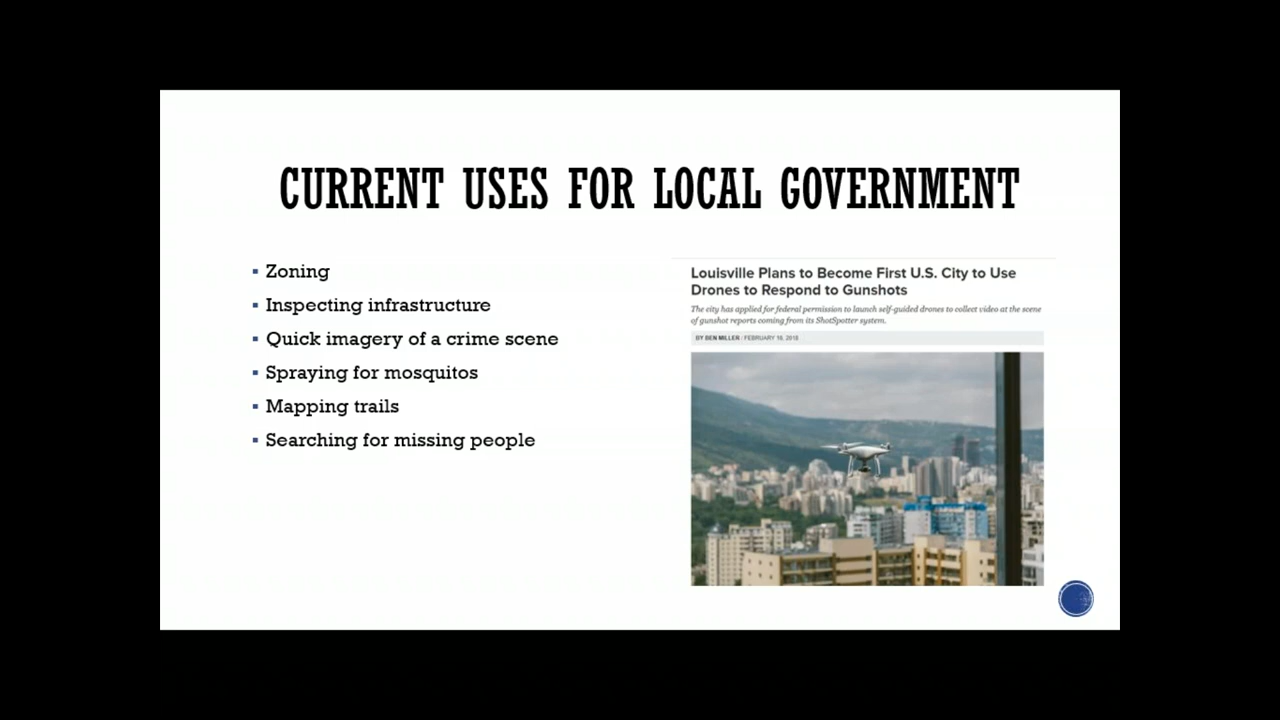 CURRENT USES FOR LOCAL GOVERNMENT
Zoning
Inspecting infrastructure
Quick imagery of a crime scene
Spraying for mosquitos
Mapping trails
Searching for missing people
Louisville Plans to Become First U.S. City to Use
Drones to Respond to Gunshots
The city has applied for federal permission to launch self-guided drones to collect video at the scene
of gunshot reports coming from its ShotSpotter system.
BY BEN MILLER / FEBRUARY 16, 2018